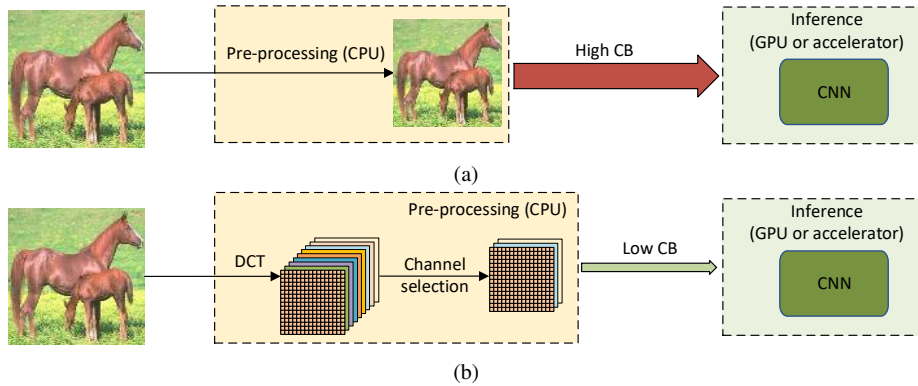 Pre-processing (CPU)
High CB
Inference
(GPU or accelerator)
CNN
(a)
Pre-processing (CPU)
DCT
Channel
selection
Low CB
Inference
(GPU or accelerator)
CNN
(b)